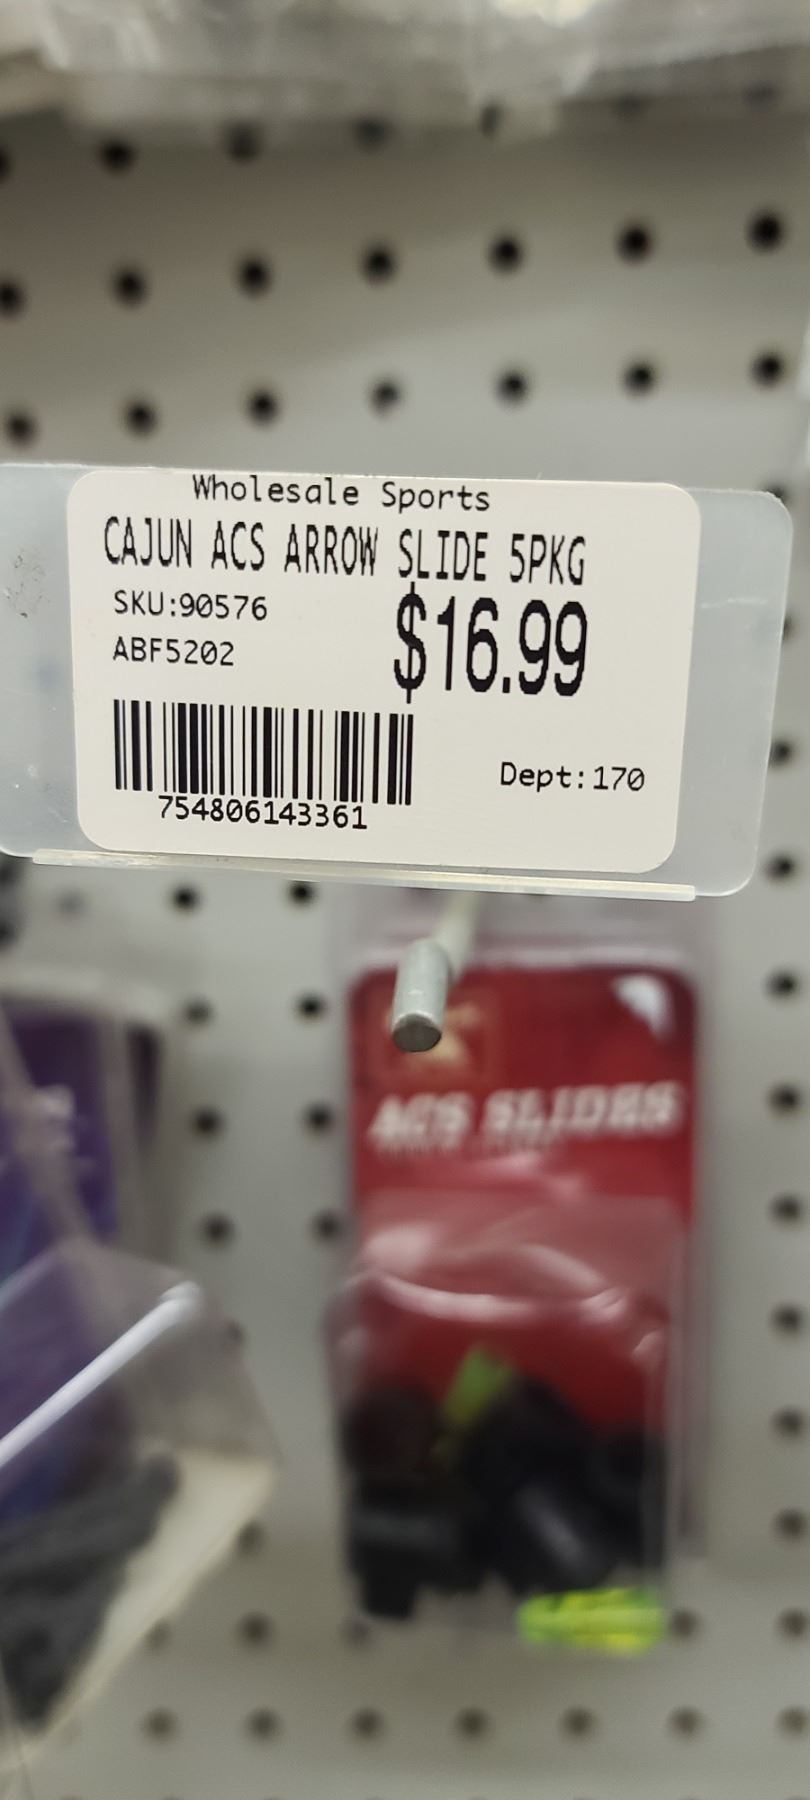 Wholesale Sports
CAJUN ACS ARROW SLIDE 5PKG
SKU:90576
$16.99
ABF5202
Dept:170
754806143361
ACS SLIDES